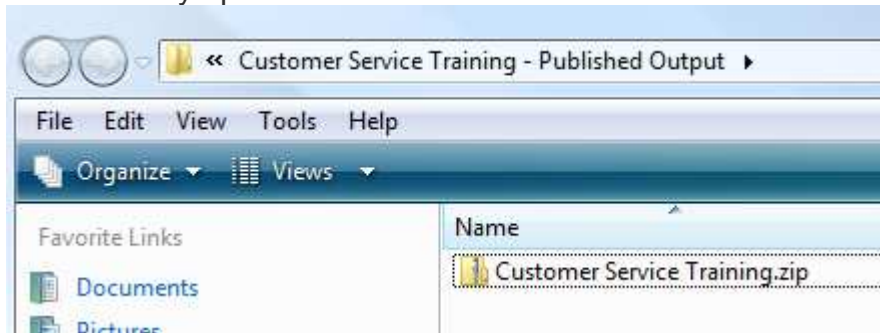 « Customer Service Training - Published Output
File Edit View Tools Help
Organize Views
Favorite Links
Name
Customer Service Training.zip
Documents
Pictures